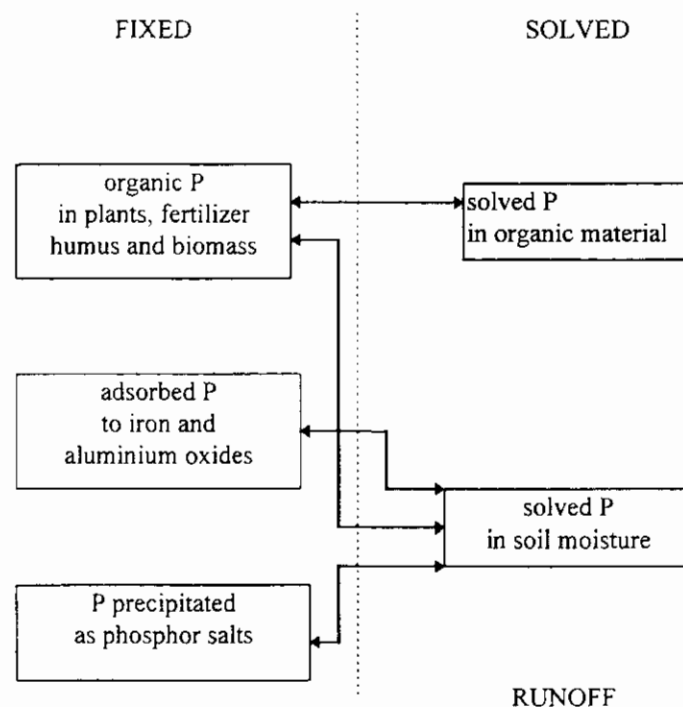 FIXED
SOLVED
organic P
in plants, fertilizer
humus and biomass
solved P
in organic material
adsorbed P
to iron and
aluminium oxides
solved P
in soil moisture
P precipitated
as phosphor salts
RUNOFF